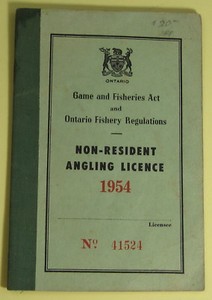 ONTARIO
Game and Fisheries Act
and
Ontario Fishery Regulations
NON-RESIDENT
ANGLING LICENCE
1954
Licensee
Nº 41524